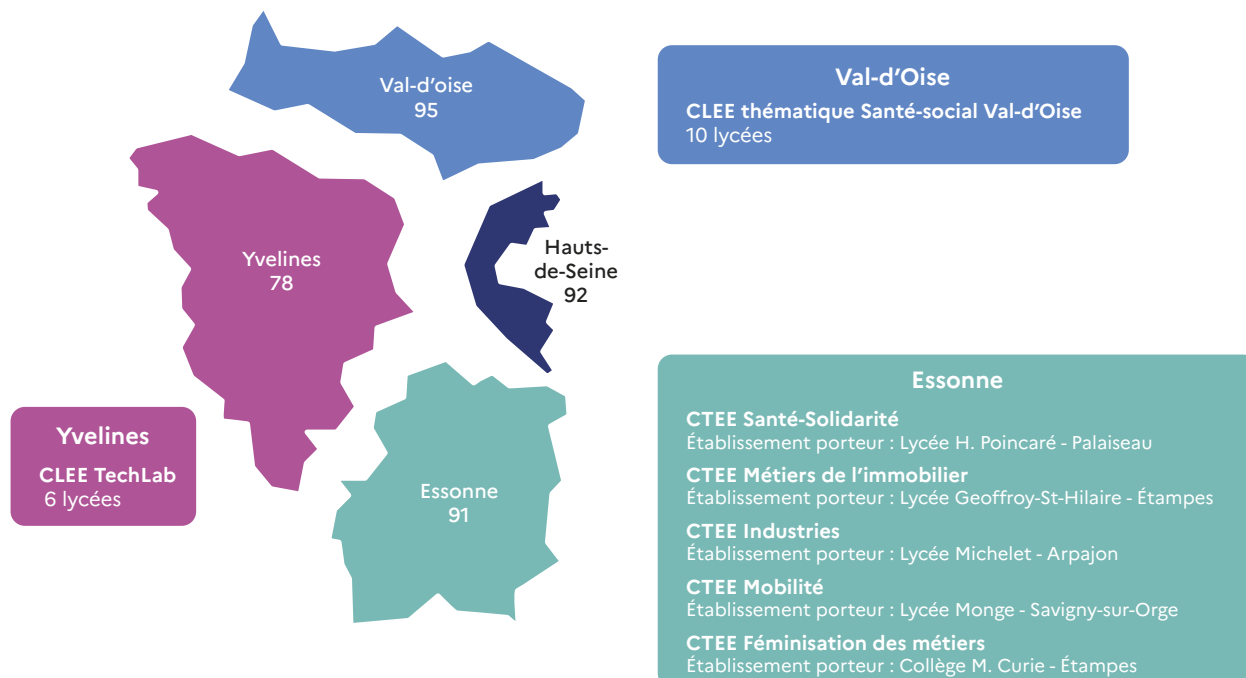 Val-d'oise
95
Val-d'Oise
CLEE thématique Santé-social Val-d'Oise
10 lycées
Yvelines
78
Hauts-
de-Seine
92
Yvelines
CLEE TechLab
6 lycées
Essonne
91
Essonne
CTEE Santé-Solidarité
Établissement porteur : Lycée H. Poincaré - Palaiseau
CTEE Métiers de l'immobilier
Établissement porteur : Lycée Geoffroy-St-Hilaire - Étampes
CTEE Industries
Établissement porteur : Lycée Michelet - Arpajon
CTEE Mobilité
Établissement porteur : Lycée Monge - Savigny-sur-Orge
CTEE Féminisation des métiers
Établissement porteur : Collège M. Curie - Étampes